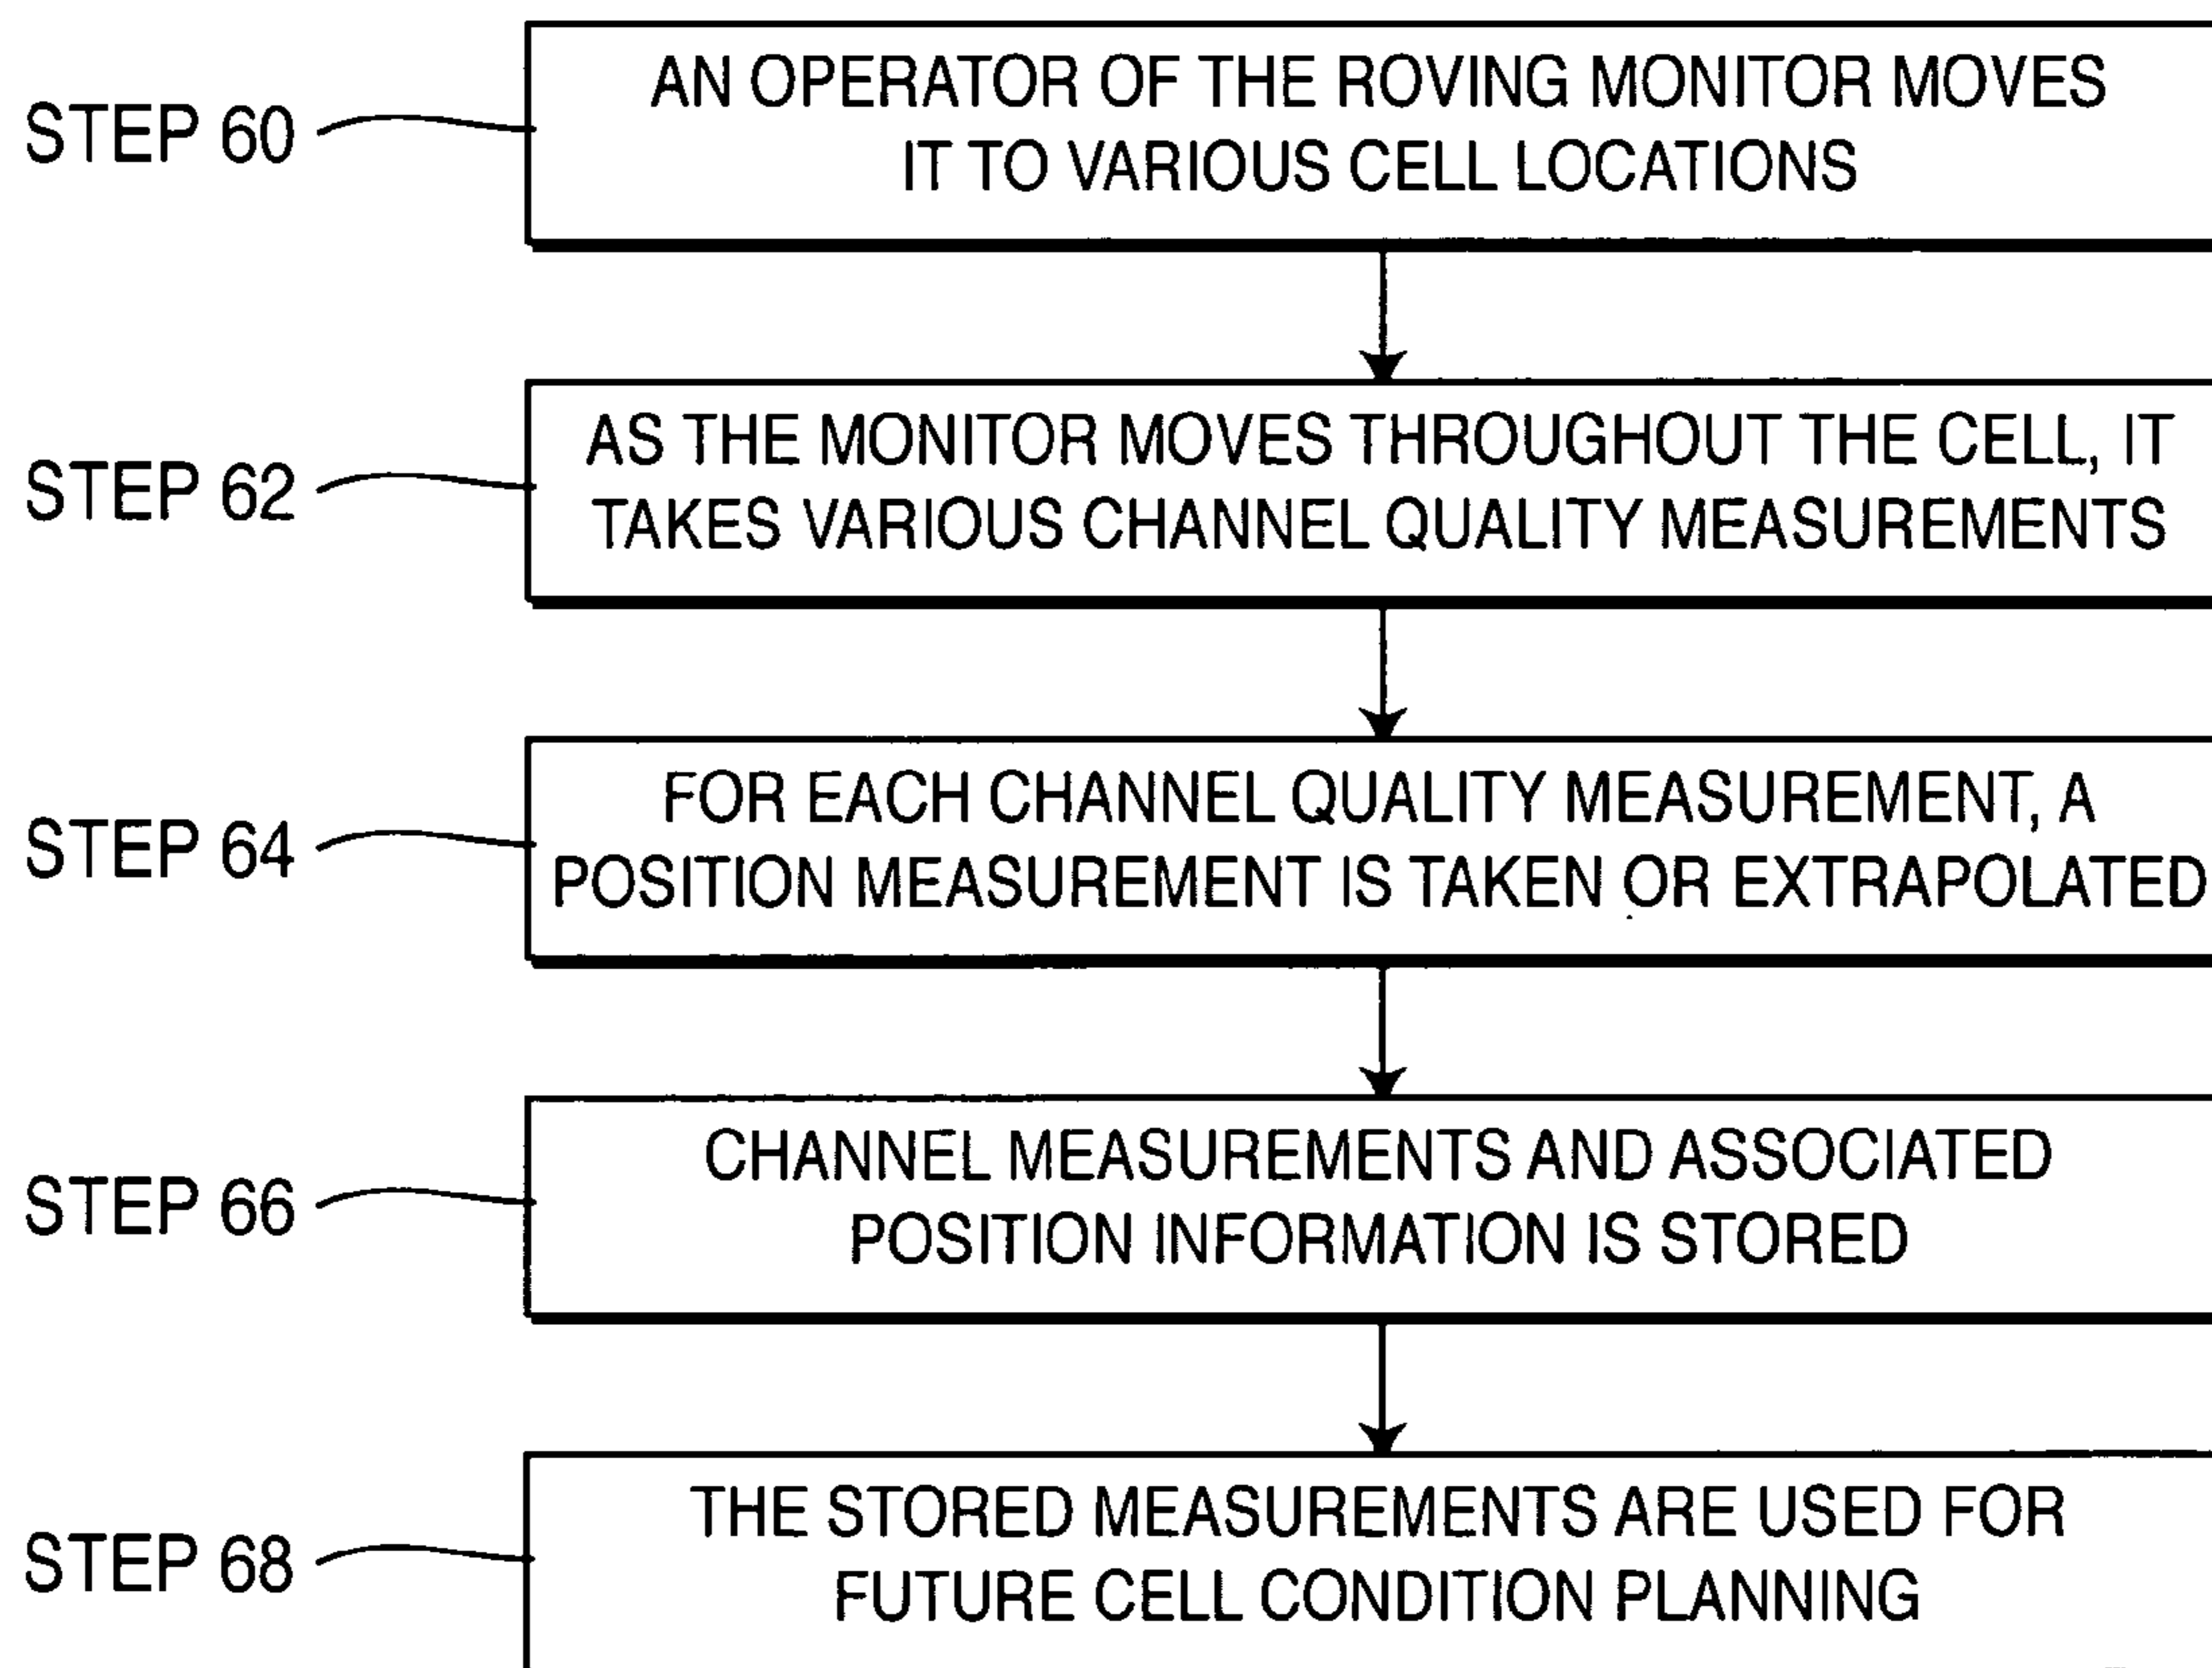 AN OPERATOR OF THE ROVING MONITOR MOVES
IT TO VARIOUS CELL LOCATIONS
STEP 60
AS THE MONITOR MOVES THROUGHOUT THE CELL, IT
TAKES VARIOUS CHANNEL QUALITY MEASUREMENTS
STEP 62
FOR EACH CHANNEL QUALITY MEASUREMENT, A
POSITION MEASUREMENT IS TAKEN OR EXTRAPOLATED
STEP 64
CHANNEL MEASUREMENTS AND ASSOCIATED
POSITION INFORMATION IS STORED
STEP 66
THE STORED MEASUREMENTS ARE USED FOR
FUTURE CELL CONDITION PLANNING
STEP 68